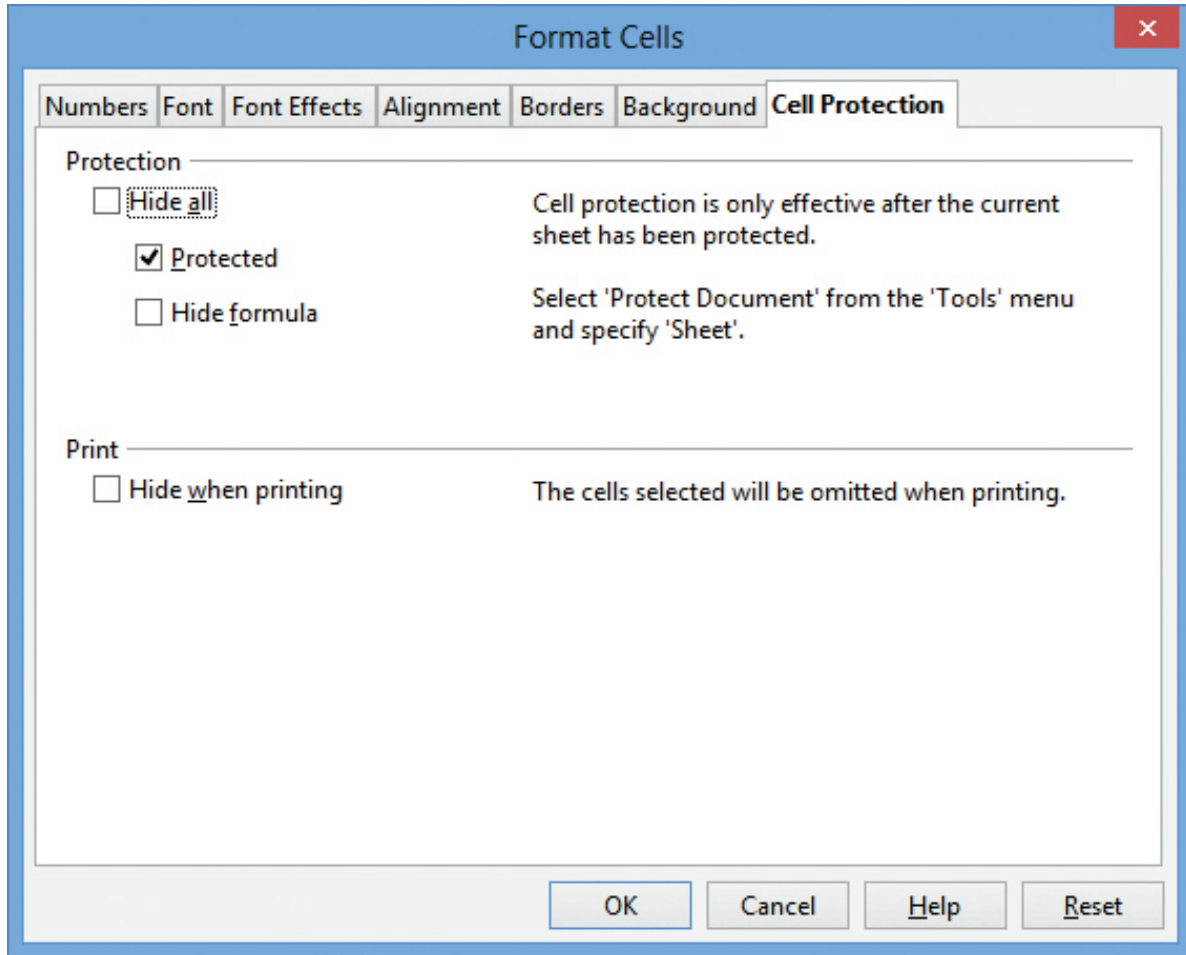 Format Cells
Numbers Font Font Effects Alignment Borders Background Cell Protection
Protection
Hide all
Cell protection is only effective after the current
sheet has been protected.
Protected
Hide formula
Select 'Protect Document' from the 'Tools' menu
and specify 'Sheet'.
Print
Hide when printing
The cells selected will be omitted when printing.
OK Cancel Help Reset